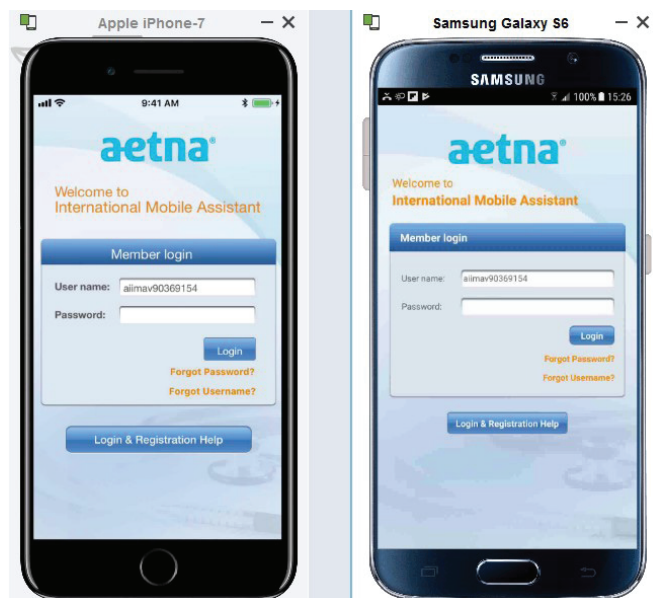 Apple iPhone-7
9:41 AM
aetna®
Welcome to
International Mobile Assistant
Member login
User name: aiimav90369154
Password:
Login
Forgot Password?
Forgot Username?
Login & Registration Help
Samsung Galaxy S6
SAMSUNG
100% 15:26
aetna®
Welcome to
International Mobile Assistant
Member login
User name: aiimav90369154
Password:
Login
Forgot Password?
Forgot Username?
Login & Registration Help